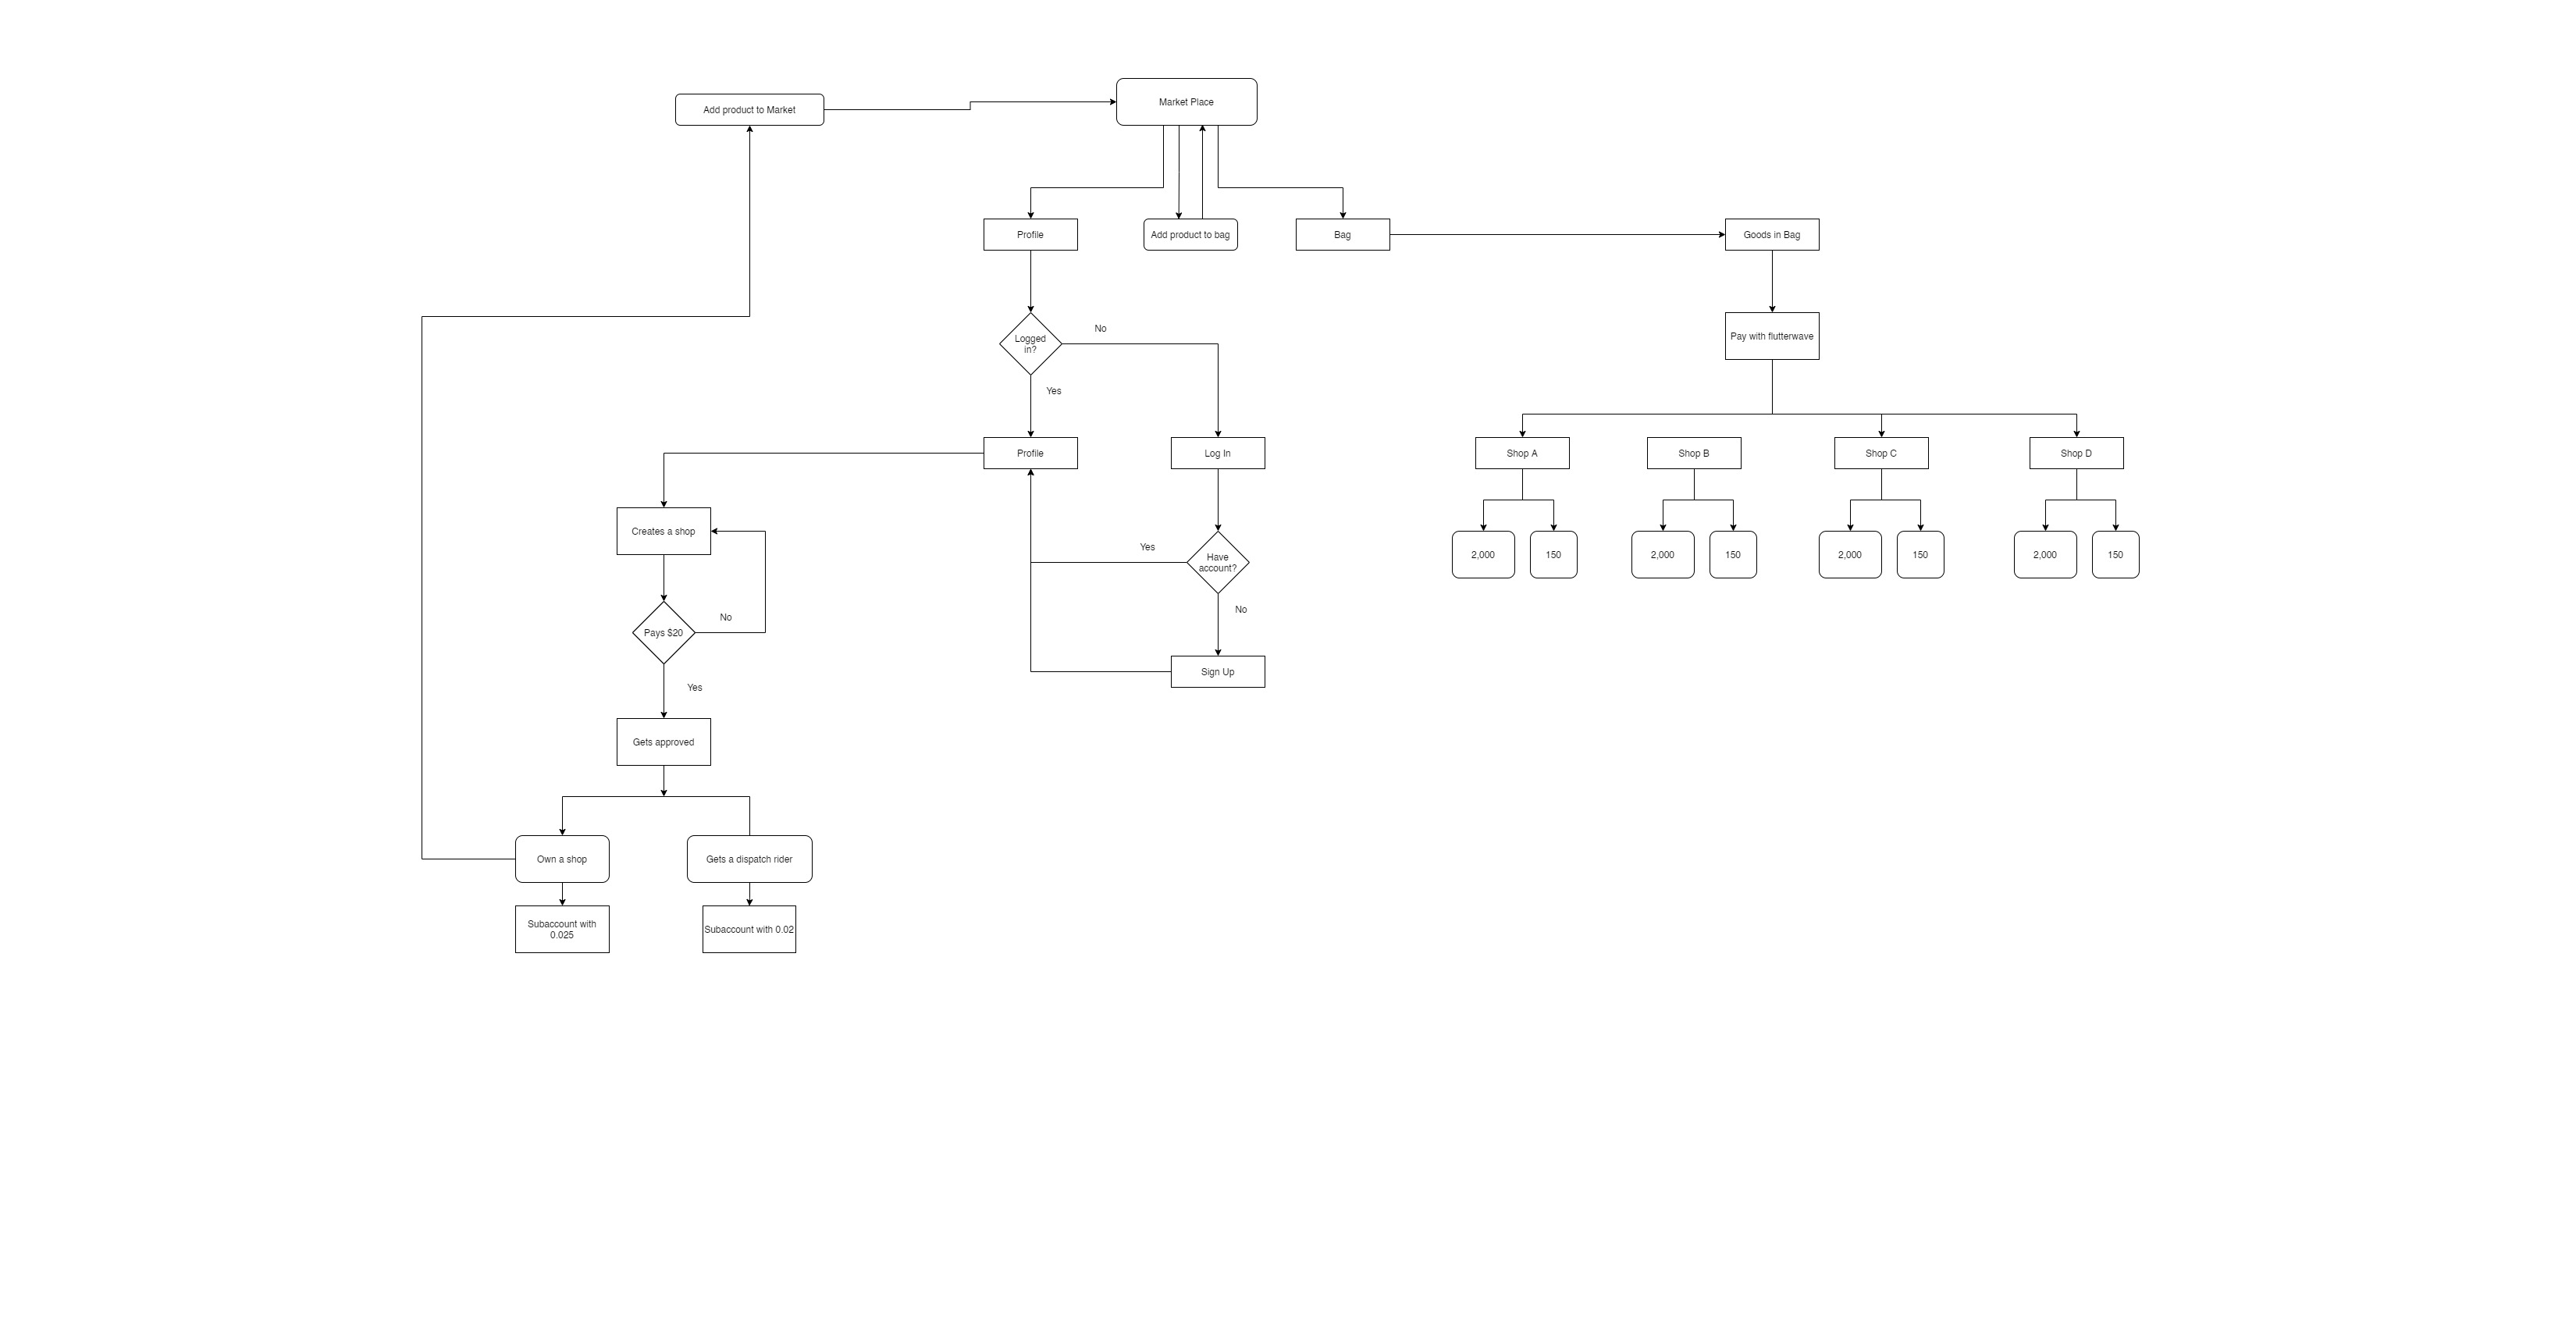 Market Place
Add product to Market
Profile
Add product to bag
Bag
Goods in Bag
Logged
in?
No
Pay with flutterwave
Yes
Profile
Log In
Shop A
Shop B
Shop C
Shop D
Creates a shop
Yes
Have
account?
2,000
150
2,000
150
2,000
150
2,000
150
No
Pays $20
No
Sign Up
Yes
Gets approved
Own a shop
Gets a dispatch rider
Subaccount with
0.025
Subaccount with 0.02